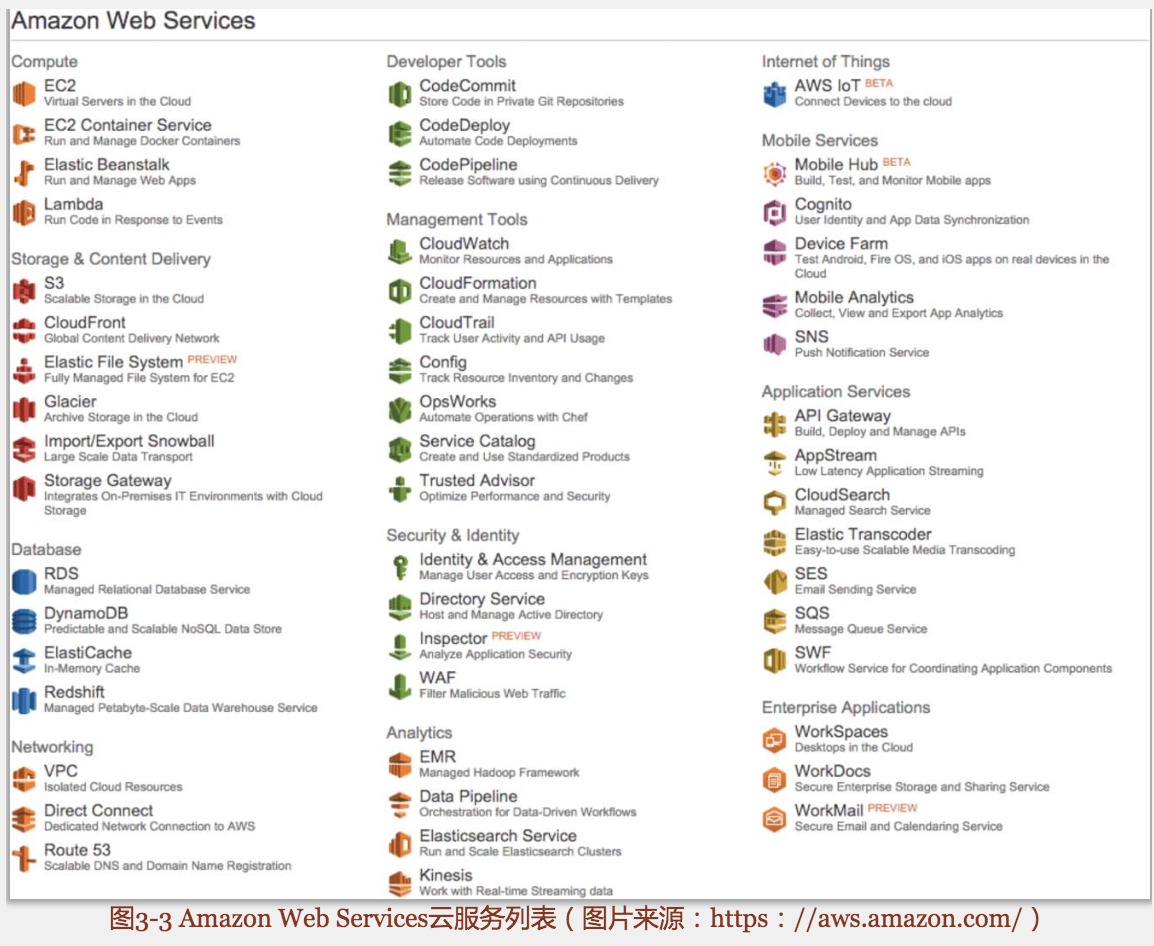 Amazon Web Services
Compute
EC2
Virtual Servers in the Cloud
EC2 Container Service
Run and Manage Docker Containers
Elastic Beanstalk
Run and Manage Web Apps
Lambda
Run Code in Response to Events
Storage & Content Delivery
S3
Scalable Storage in the Cloud
CloudFront
Global Content Delivery Network
Elastic File System PREVIEW
Fully Managed File System for EC2
Glacier
Archive Storage in the Cloud
Import/Export Snowball
Large Scale Data Transport
Storage Gateway
Integrates On-Premises IT Environments with Cloud
Storage
Database
RDS
Managed Relational Database Service
DynamoDB
Predictable and Scalable NoSQL Data Store
ElastiCache
In-Memory Cache
Redshift
Managed Petabyte-Scale Data Warehouse Service
Networking
VPC
Isolated Cloud Resources
Direct Connect
Dedicated Network Connection to AWS
Route 53
Scalable DNS and Domain Name Registration
Developer Tools
CodeCommit
Store Code in Private Git Repositories
CodeDeploy
Automate Code Deployments
CodePipeline
Release Software using Continuous Delivery
Management Tools
CloudWatch
Monitor Resources and Applications
CloudFormation
Create and Manage Resources with Templates
CloudTrail
Track User Activity and API Usage
Config
Track Resource Inventory and Changes
OpsWorks
Automate Operations with Chef
Service Catalog
Create and Use Standardized Products
Trusted Advisor
Optimize Performance and Security
Security & Identity
Identity & Access Management
Manage User Access and Encryption Keys
Directory Service
Host and Manage Active Directory
Inspector PREVIEW
Analyze Application Security
WAF
Filter Malicious Web Traffic
Analytics
EMR
Managed Hadoop Framework
Data Pipeline
Orchestration for Data-Driven Workflows
Elasticsearch Service
Run and Scale Elasticsearch Clusters
Kinesis
Work with Real-time Streaming data
Internet of Things
AWS IoT BETA
Connect Devices to the cloud
Mobile Services
Mobile Hub BETA
Build, Test, and Monitor Mobile apps
Cognito
User Identity and App Data Synchronization
Device Farm
Test Android, Fire OS, and iOS apps on real devices in the
Cloud
Mobile Analytics
Collect, View and Export App Analytics
SNS
Push Notification Service
Application Services
API Gateway
Build, Deploy and Manage APIs
AppStream
Low Latency Application Streaming
CloudSearch
Managed Search Service
Elastic Transcoder
Easy-to-use Scalable Media Transcoding
SES
Email Sending Service
SQS
Message Queue Service
SWF
Workflow Service for Coordinating Application Components
Enterprise Applications
WorkSpaces
Desktops in the Cloud
WorkDocs
Secure Enterprise Storage and Sharing Service
WorkMail PREVIEW
Secure Email and Calendaring Service
图3-3 Amazon Web Services云服务列表（图片来源：https：//aws.amazon.com/）